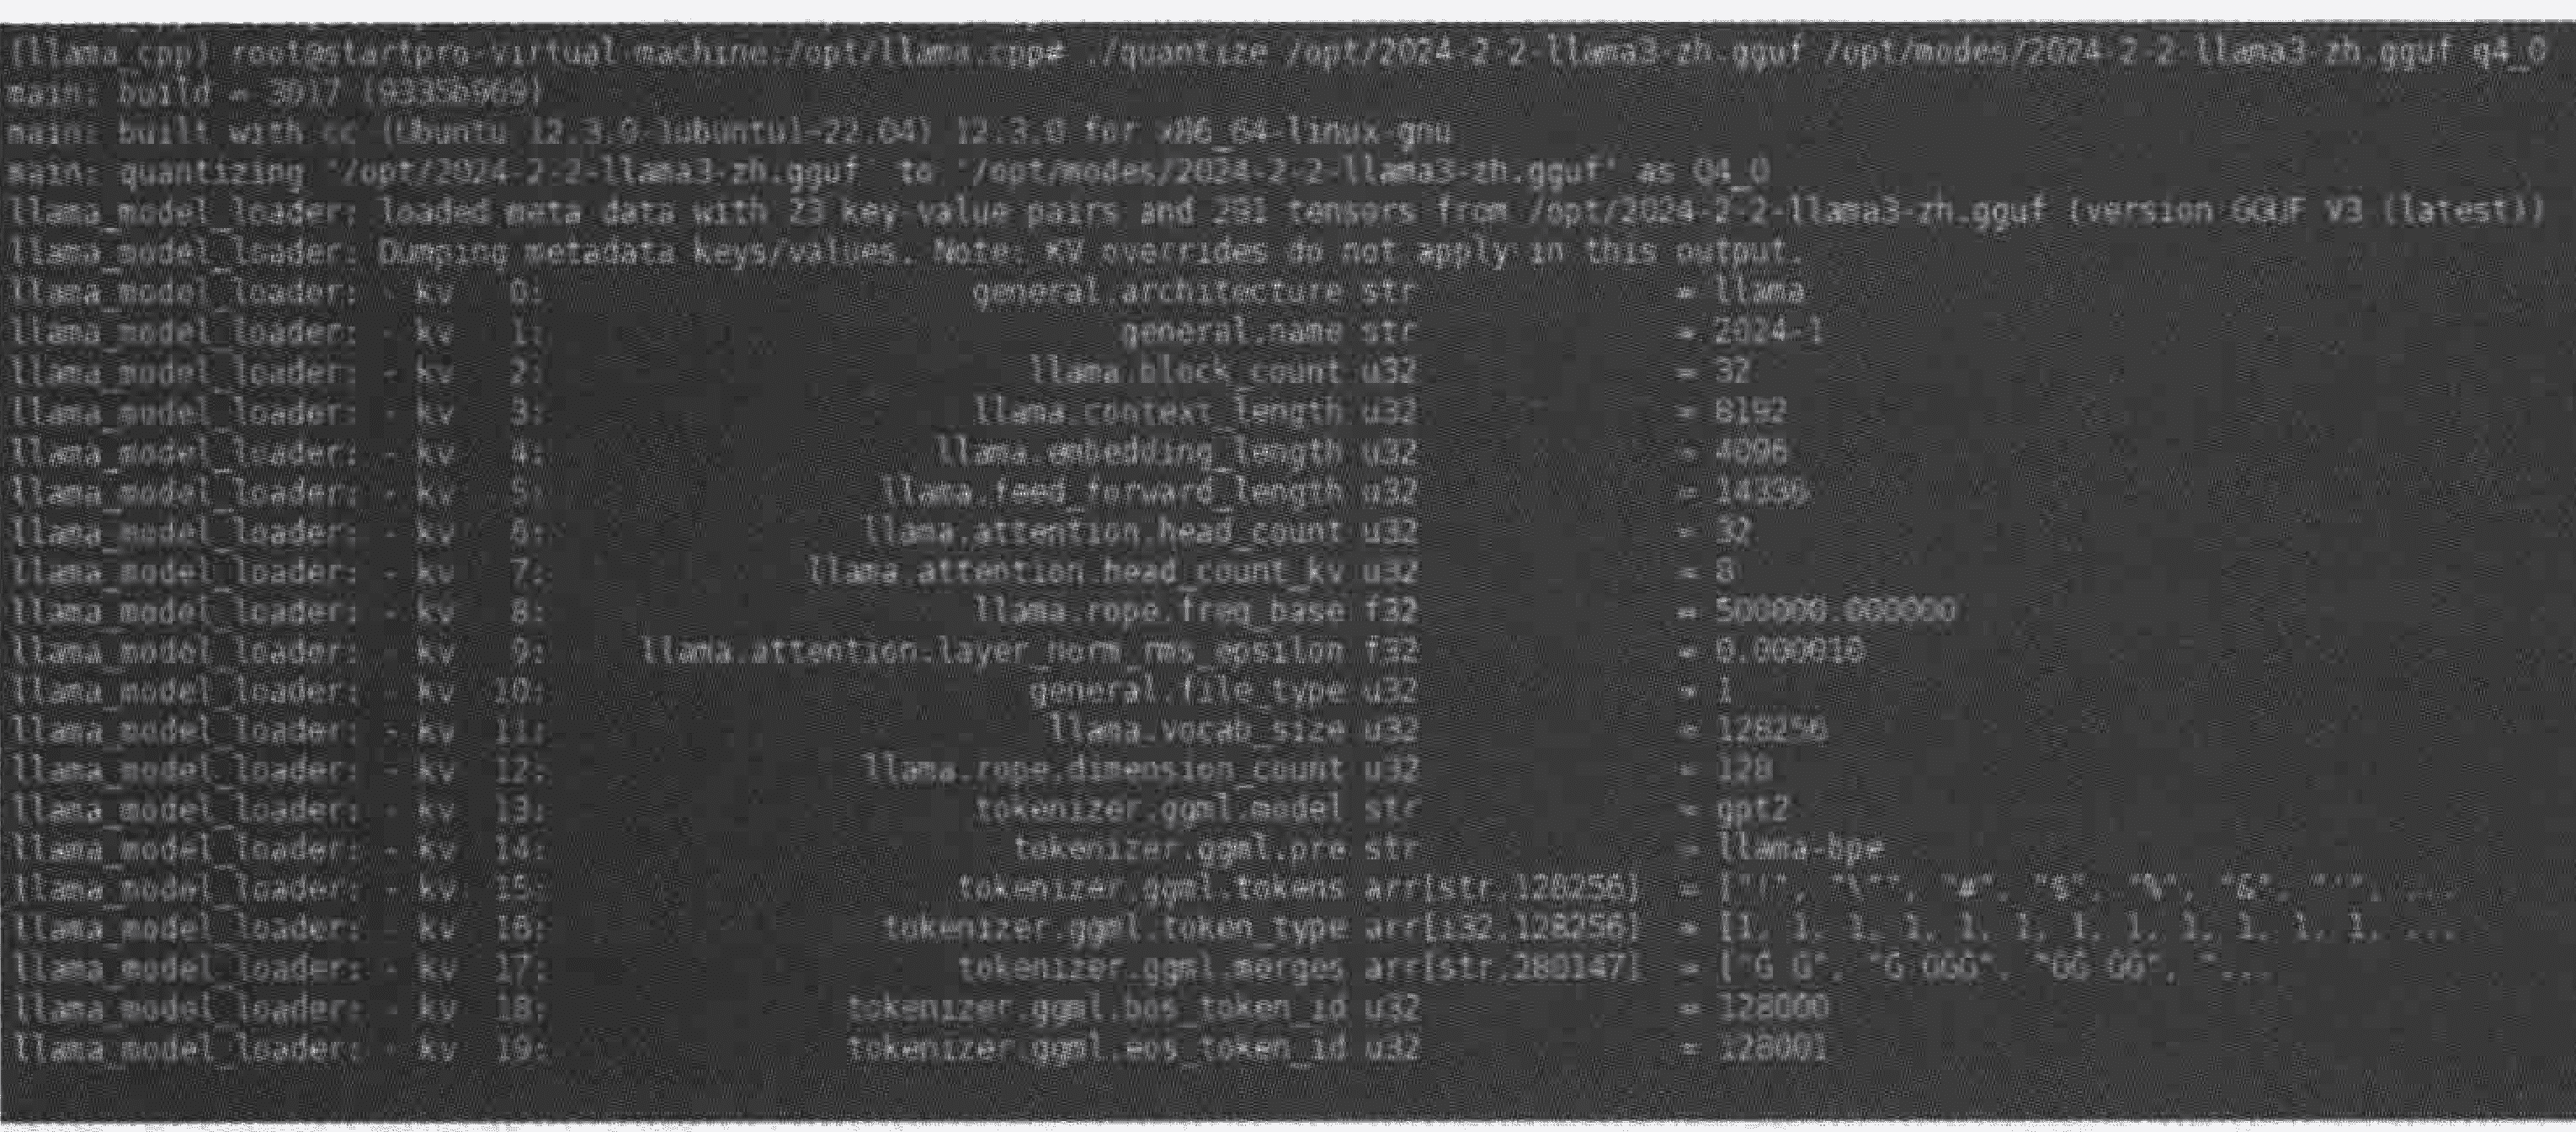 (llama_cpp) root@startpro-virtual-machine:/opt/llama.cpp# ./quantize /opt/2024-2-2-llama3-zh.gguf /opt/modes/2024-2-2-llama3-zh.gguf q4_0
main: build = 3017 (9335b969)
main: built with cc (Ubuntu 12.3.0-1ubuntu1~22.04) 12.3.0 for x86_64-linux-gnu
main: quantizing '/opt/2024-2-2-llama3-zh.gguf' to '/opt/modes/2024-2-2-llama3-zh.gguf' as Q4_0
llama_model_loader: loaded meta data with 23 key-value pairs and 291 tensors from /opt/2024-2-2-llama3-zh.gguf (version GGUF V3 (latest))
llama_model_loader: Dumping metadata keys/values. Note: KV overrides do not apply in this output.
llama_model_loader: - kv 0: general.architecture str = llama
llama_model_loader: - kv 1: general.name str = 2024-1
llama_model_loader: - kv 2: llama.block_count u32 = 32
llama_model_loader: - kv 3: llama.context_length u32 = 8192
llama_model_loader: - kv 4: llama.embedding_length u32 = 4096
llama_model_loader: - kv 5: llama.feed_forward_length u32 = 14336
llama_model_loader: - kv 6: llama.attention.head_count u32 = 32
llama_model_loader: - kv 7: llama.attention.head_count_kv u32 = 8
llama_model_loader: - kv 8: llama.rope.freq_base f32 = 500000.000000
llama_model_loader: - kv 9: llama.attention.layer_norm_rms_epsilon f32 = 0.000010
llama_model_loader: - kv 10: general.file_type u32 = 1
llama_model_loader: - kv 11: llama.vocab_size u32 = 128256
llama_model_loader: - kv 12: llama.rope.dimension_count u32 = 128
llama_model_loader: - kv 13: tokenizer.ggml.model str = gpt2
llama_model_loader: - kv 14: tokenizer.ggml.pre str = llama-bpe
llama_model_loader: - kv 15: tokenizer.ggml.tokens arr[str,128256] = ["!", "\"", "#", "$", "%", "&", "'", ...
llama_model_loader: - kv 16: tokenizer.ggml.token_type arr[i32,128256] = [1, 1, 1, 1, 1, 1, 1, 1, 1, 1, 1, 1, ...
llama_model_loader: - kv 17: tokenizer.ggml.merges arr[str,280147] = ["Ġ Ġ", "Ġ ĠĠĠ", "ĠĠ ĠĠ", "...
llama_model_loader: - kv 18: tokenizer.ggml.bos_token_id u32 = 128000
llama_model_loader: - kv 19: tokenizer.ggml.eos_token_id u32 = 128001